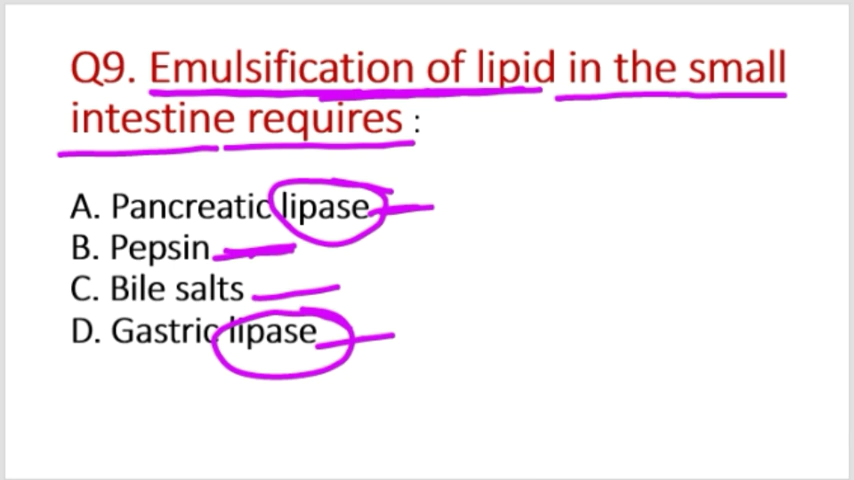 Q9. Emulsification of lipid in the small
intestine requires :
A. Pancreatic lipase
B. Pepsin
C. Bile salts
D. Gastric lipase